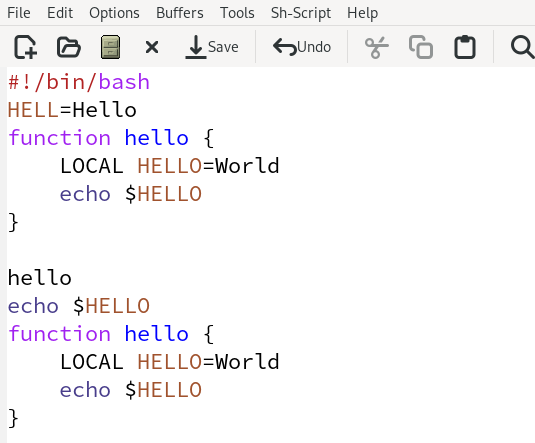 File Edit Options Buffers Tools Sh-Script Help
Save Undo
#!/bin/bash
HELL=Hello
function hello {
    LOCAL HELLO=World
    echo $HELLO
}

hello
echo $HELLO
function hello {
    LOCAL HELLO=World
    echo $HELLO
}